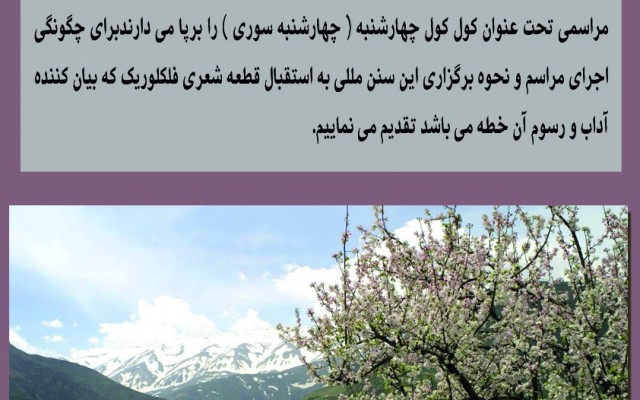 مراسمی تحت عنوان کول کول چهارشنبه ( چهارشنبه سوری ) را برپا می دارندبرای چگونگی
اجرای مراسم و نحوه برگزاری این سنن مللی به استقبال قطعه شعری فلکلوریک که بیان کننده
آداب و رسوم آن خطه می باشد تقدیم می نماییم.